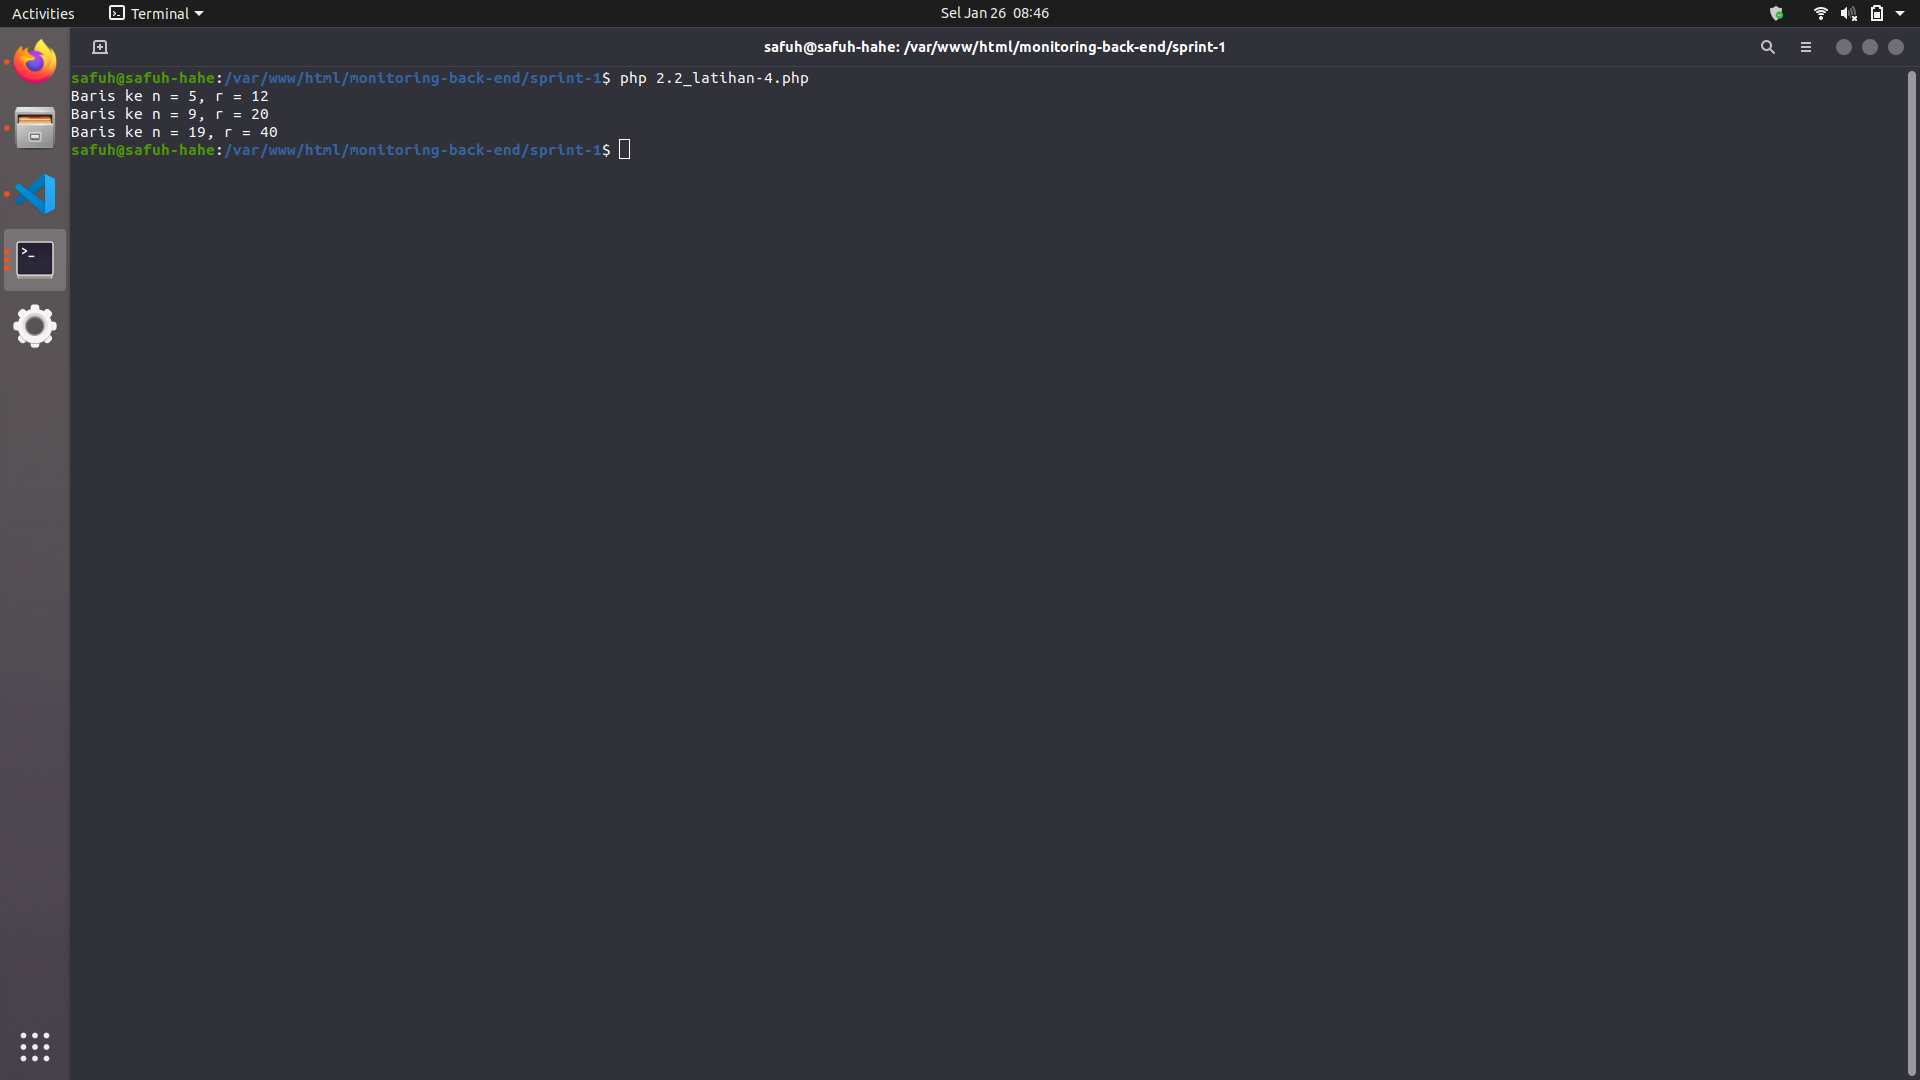 Activities
Terminal
Sel Jan 26 08:46
safuh@safuh-hahe: /var/www/html/monitoring-back-end/sprint-1
safuh@safuh-hahe:/var/www/html/monitoring-back-end/sprint-1$ php 2.2_latihan-4.php
Baris ke n = 5, r = 12
Baris ke n = 9, r = 20
Baris ke n = 19, r = 40
safuh@safuh-hahe:/var/www/html/monitoring-back-end/sprint-1$